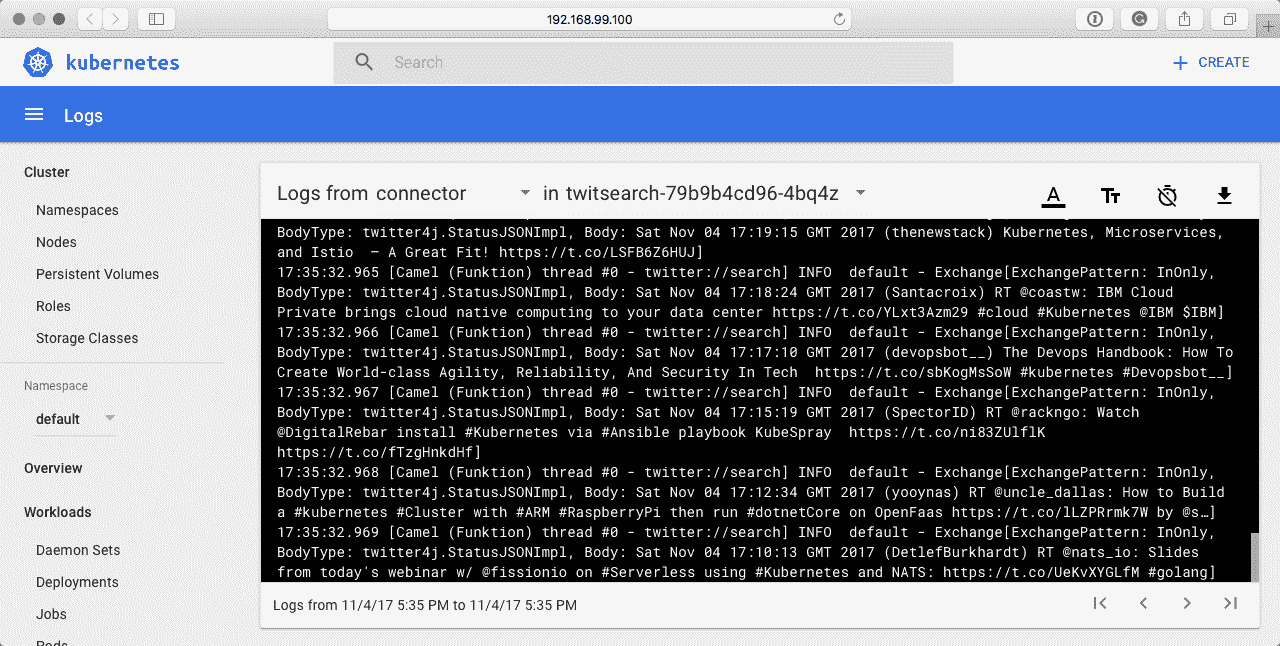 192.168.99.100
kubernetes
Search
+ CREATE
Logs
Cluster
Namespaces
Nodes
Persistent Volumes
Roles
Storage Classes
Namespace
default
Overview
Workloads
Daemon Sets
Deployments
Jobs
Pods
Logs from connector in twitsearch-79b9b4cd96-4bq4z
BodyType: twitter4j.StatusJSONImpl, Body: Sat Nov 04 17:19:15 GMT 2017 (thenewstack) Kubernetes, Microservices,
and Istio — A Great Fit! https://t.co/LSFB6Z6HUJ]
17:35:32.965 [Camel (Funktion) thread #0 - twitter://search] INFO default - Exchange[ExchangePattern: InOnly,
BodyType: twitter4j.StatusJSONImpl, Body: Sat Nov 04 17:18:24 GMT 2017 (Santacroix) RT @coastw: IBM Cloud
Private brings cloud native computing to your data center https://t.co/YLxt3Azm29 #cloud #Kubernetes @IBM $IBM]
17:35:32.966 [Camel (Funktion) thread #0 - twitter://search] INFO default - Exchange[ExchangePattern: InOnly,
BodyType: twitter4j.StatusJSONImpl, Body: Sat Nov 04 17:17:10 GMT 2017 (devopsbot__) The Devops Handbook: How To
Create World-class Agility, Reliability, And Security In Tech https://t.co/sbKogMsSoW #kubernetes #Devopsbot__]
17:35:32.967 [Camel (Funktion) thread #0 - twitter://search] INFO default - Exchange[ExchangePattern: InOnly,
BodyType: twitter4j.StatusJSONImpl, Body: Sat Nov 04 17:15:19 GMT 2017 (SpectorID) RT @rackngo: Watch
@DigitalRebar install #Kubernetes via #Ansible playbook KubeSpray https://t.co/ni83ZUlflK
https://t.co/fTzgHnkdHf]
17:35:32.968 [Camel (Funktion) thread #0 - twitter://search] INFO default - Exchange[ExchangePattern: InOnly,
BodyType: twitter4j.StatusJSONImpl, Body: Sat Nov 04 17:12:34 GMT 2017 (yooynas) RT @uncle_dallas: How to Build
a #kubernetes #Cluster with #ARM #RaspberryPi then run #dotnetCore on OpenFaas https://t.co/lLZPRrmk7W by @s…]
17:35:32.969 [Camel (Funktion) thread #0 - twitter://search] INFO default - Exchange[ExchangePattern: InOnly,
BodyType: twitter4j.StatusJSONImpl, Body: Sat Nov 04 17:10:13 GMT 2017 (DetlefBurkhardt) RT @nats_io: Slides
from today's webinar w/ @fissionio on #Serverless using #Kubernetes and NATS: https://t.co/UeKvXYGLfM #golang]
Logs from 11/4/17 5:35 PM to 11/4/17 5:35 PM